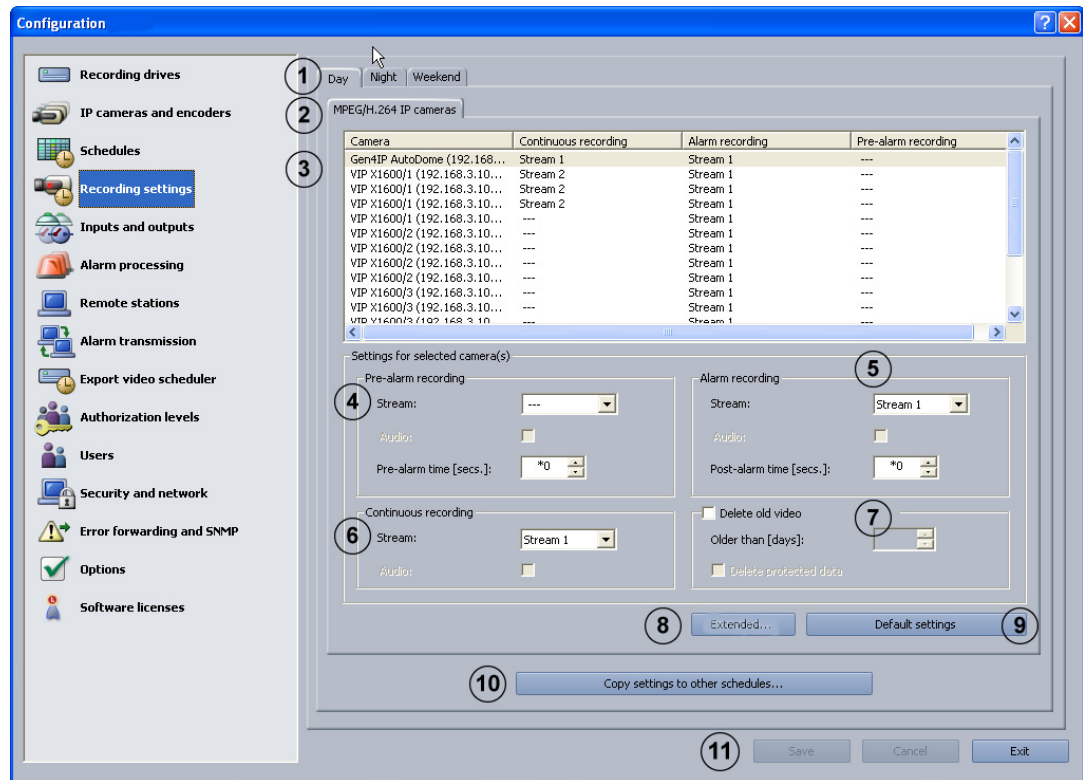 Configuration
?
X
Recording drives
IP cameras and encoders
Schedules
Recording settings
Inputs and outputs
Alarm processing
Remote stations
Alarm transmission
Export video scheduler
Authorization levels
Users
Security and network
Error forwarding and SNMP
Options
Software licenses
1 Day Night Weekend
2 MPEG/H.264 IP cameras
3
Camera Continuous recording Alarm recording Pre-alarm recording
Gen4IP AutoDome (192.168... Stream 1 Stream 1 ---
VIP X1600/1 (192.168.3.10... Stream 2 Stream 1 ---
VIP X1600/1 (192.168.3.10... Stream 2 Stream 1 ---
VIP X1600/1 (192.168.3.10... Stream 2 Stream 1 ---
VIP X1600/1 (192.168.3.10... --- Stream 1 ---
VIP X1600/2 (192.168.3.10... --- Stream 1 ---
VIP X1600/2 (192.168.3.10... --- Stream 1 ---
VIP X1600/2 (192.168.3.10... --- Stream 1 ---
VIP X1600/2 (192.168.3.10... --- Stream 1 ---
VIP X1600/3 (192.168.3.10... --- Stream 1 ---
VIP X1600/3 (192.168.3.10... --- Stream 1 ---
VIP X1600/3 (192.168.3.10 --- Stream 1 ---
Settings for selected camera(s)
Pre-alarm recording
4 Stream: ---
Audio:
Pre-alarm time [secs.]: *0
Alarm recording 5
Stream: Stream 1
Audio:
Post-alarm time [secs.]: *0
Continuous recording
6 Stream: Stream 1
Audio:
Delete old video 7
Older than [days]:
Delete protected data
8 Extended... Default settings 9
10 Copy settings to other schedules...
11 Save Cancel Exit